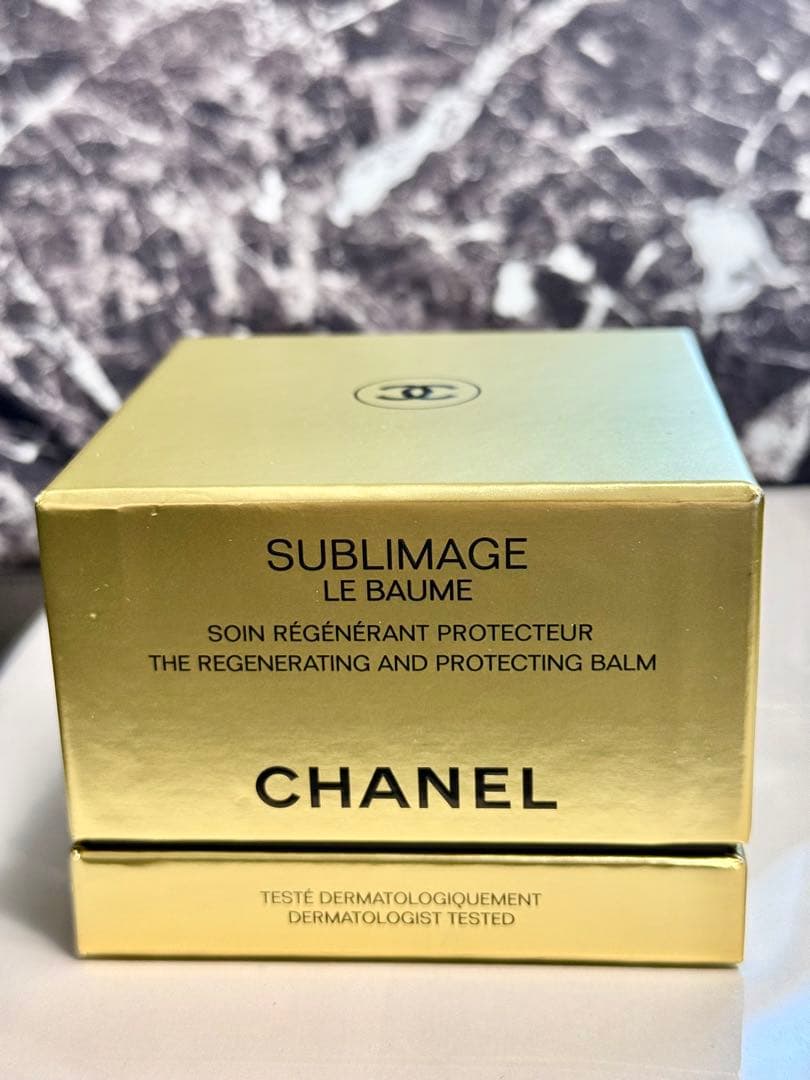 SUBLIMAGE
LE BAUME
SOIN RÉGÉNÉRANT PROTECTEUR
THE REGENERATING AND PROTECTING BALM
CHANEL
TESTÉ DERMATOLOGIQUEMENT
DERMATOLOGIST TESTED